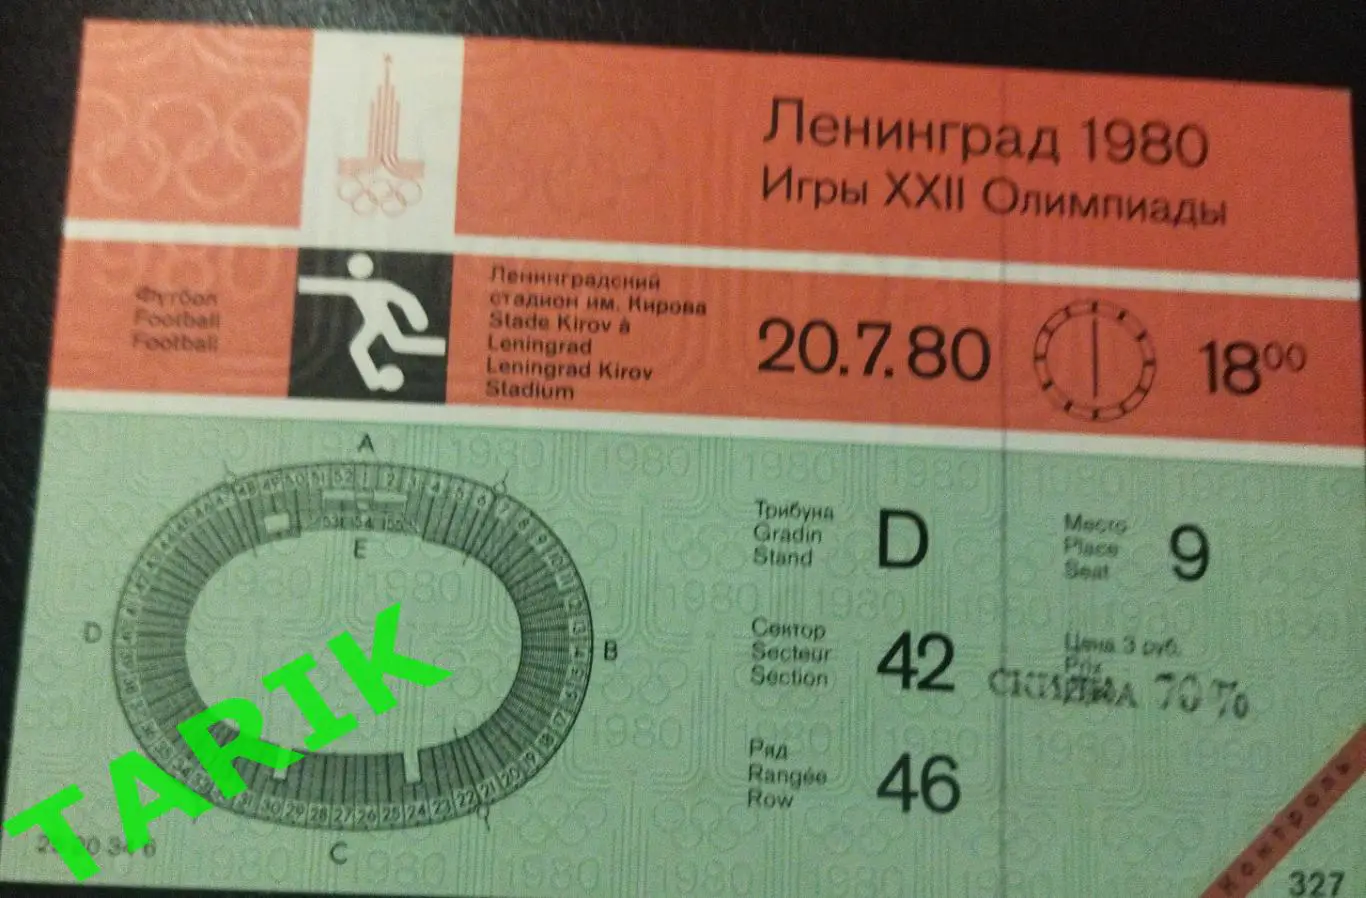 Ленинград 1980
Игры XXII Олимпиады
Футбол
Football
Football
Ленинградский
стадион им. Кирова
Stade Kirov à
Leningrad
Leningrad Kirov
Stadium
20.7.80
18⁰⁰
A
E
D
B
C
Трибуна
Gradin
Stand
D
Место
Place
Seat
9
Сектор
Secteur
Section
42
Цена 3 руб.
Prix
СКИДКА 70%
Ряд
Rangée
Row
46
Контроль
327
TARIK